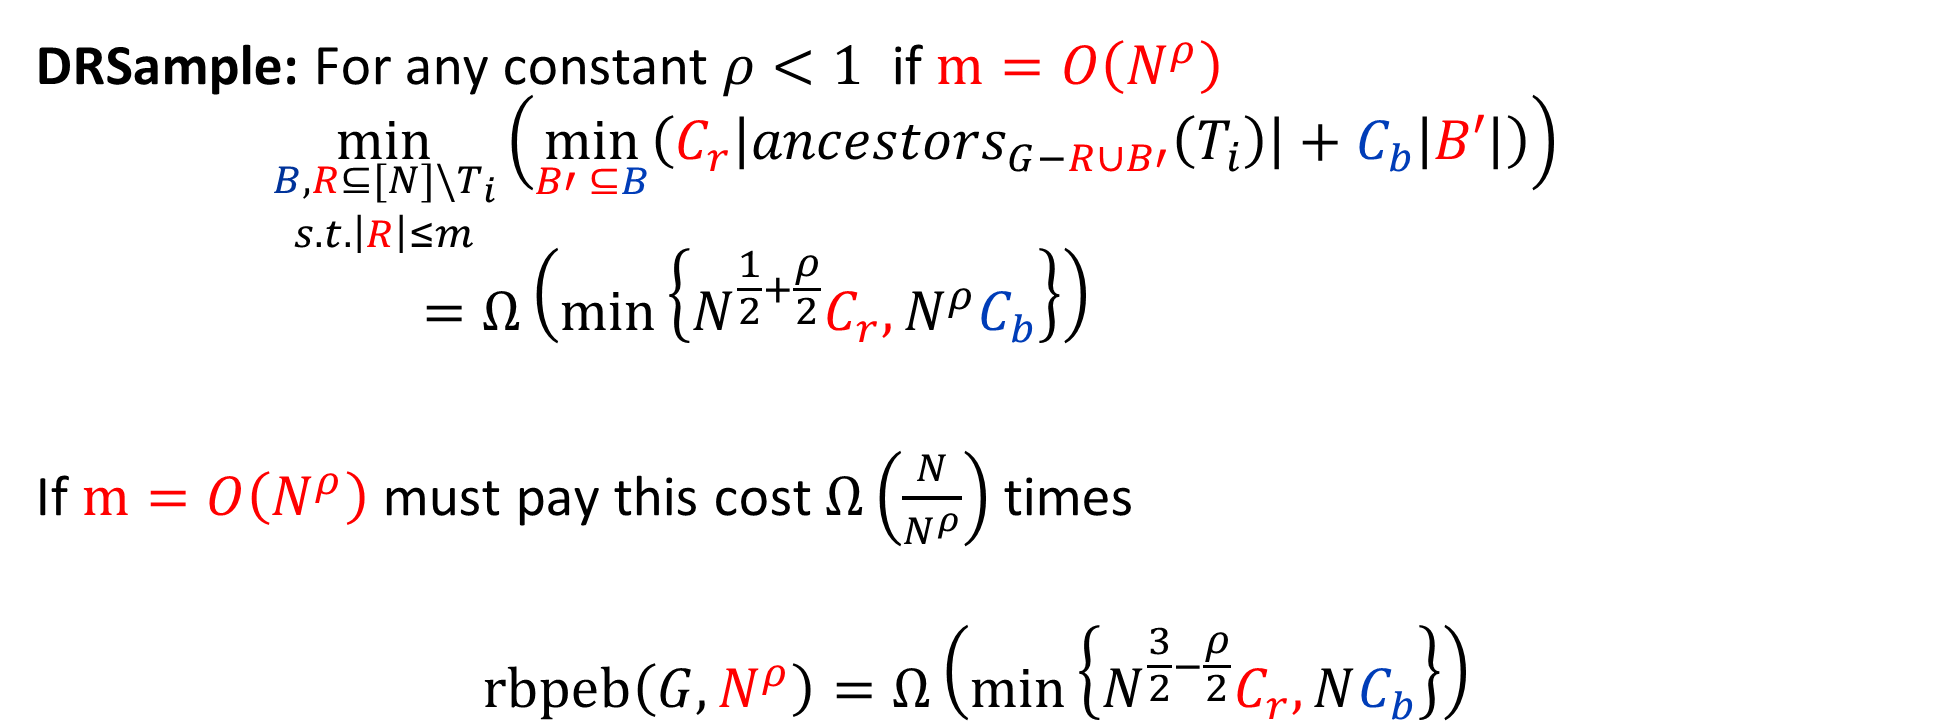 DRSample: For any constant ρ < 1 if m = O(N^ρ)
min_{B,R⊆[N]\T_i s.t.|R|≤m} (min_{B′⊆B} (C_r|ancestors_{G−R∪B′}(T_i)| + C_b|B′|))
= Ω(min{N^{1/2+ρ/2}C_r, N^ρ C_b})
If m = O(N^ρ) must pay this cost Ω(N/N^ρ) times
rbpeb(G, N^ρ) = Ω(min{N^{3/2−ρ/2}C_r, NC_b})